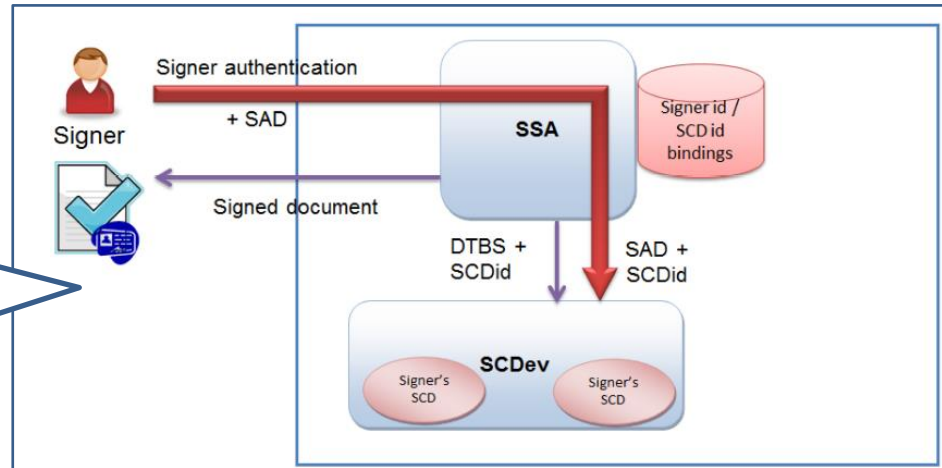 Signer authentication
+ SAD
Signer
SSA
Signer id /
SCD id
bindings
Signed document
DTBS +
SCDid
SAD +
SCDid
SCDev
Signer's
SCD
Signer's
SCD